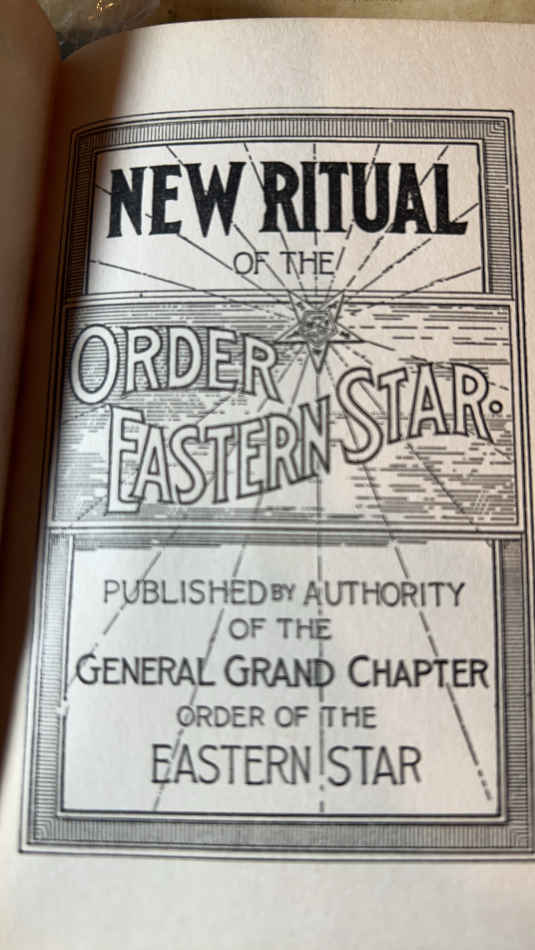 NEW RITUAL
OF THE
ORDER
EASTERN STAR.
PUBLISHED BY AUTHORITY
OF THE
GENERAL GRAND CHAPTER
ORDER OF THE
EASTERN STAR